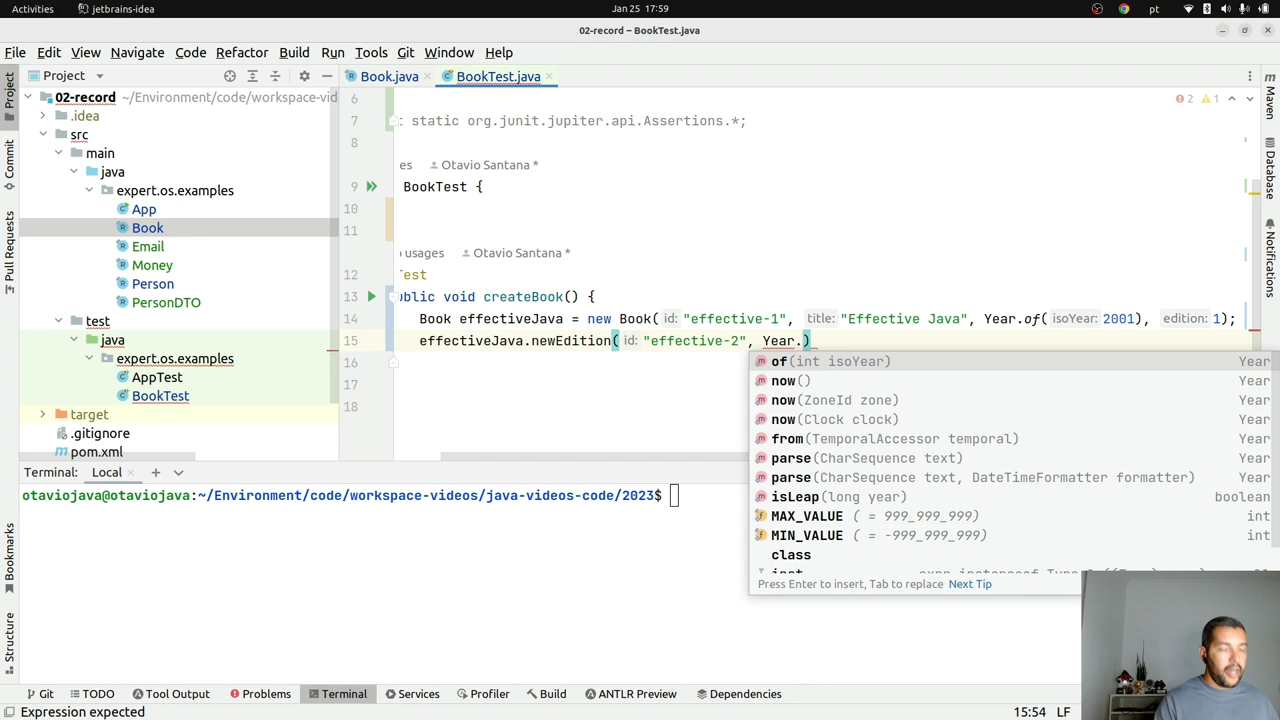 Activities jetbrains-idea Jan 25 17:59 pt
02-record – BookTest.java
File Edit View Navigate Code Refactor Build Run Tools Git Window Help
Project Book.java BookTest.java
02-record ~/Environment/code/workspace-vid
.idea
src
main
java
expert.os.examples
App
Book
Email
Money
Person
PersonDTO
test
java
expert.os.examples
AppTest
BookTest
target
.gitignore
pom.xml
6 2 1
7 t static org.junit.jupiter.api.Assertions.*;
8
es Otavio Santana *
9 BookTest {
10
11
usages Otavio Santana *
12 Test
13 ublic void createBook() {
14 Book effectiveJava = new Book( id: "effective-1", title: "Effective Java", Year.of( isoYear: 2001), edition: 1);
15 effectiveJava.newEdition( id: "effective-2", Year.)
16
17
18
of(int isoYear) Year
now() Year
now(ZoneId zone) Year
now(Clock clock) Year
from(TemporalAccessor temporal) Year
parse(CharSequence text) Year
parse(CharSequence text, DateTimeFormatter formatter) Year
isLeap(long year) boolean
MAX_VALUE ( = 999_999_999) int
MIN_VALUE ( = -999_999_999) int
class
Press Enter to insert, Tab to replace Next Tip
Terminal: Local
otaviojava@otaviojava:~/Environment/code/workspace-videos/java-videos-code/2023$
Project
Commit
Pull Requests
Bookmarks
Structure
Maven
Database
Notifications
Git TODO Tool Output Problems Terminal Services Profiler Build ANTLR Preview Dependencies
Expression expected 15:54 LF